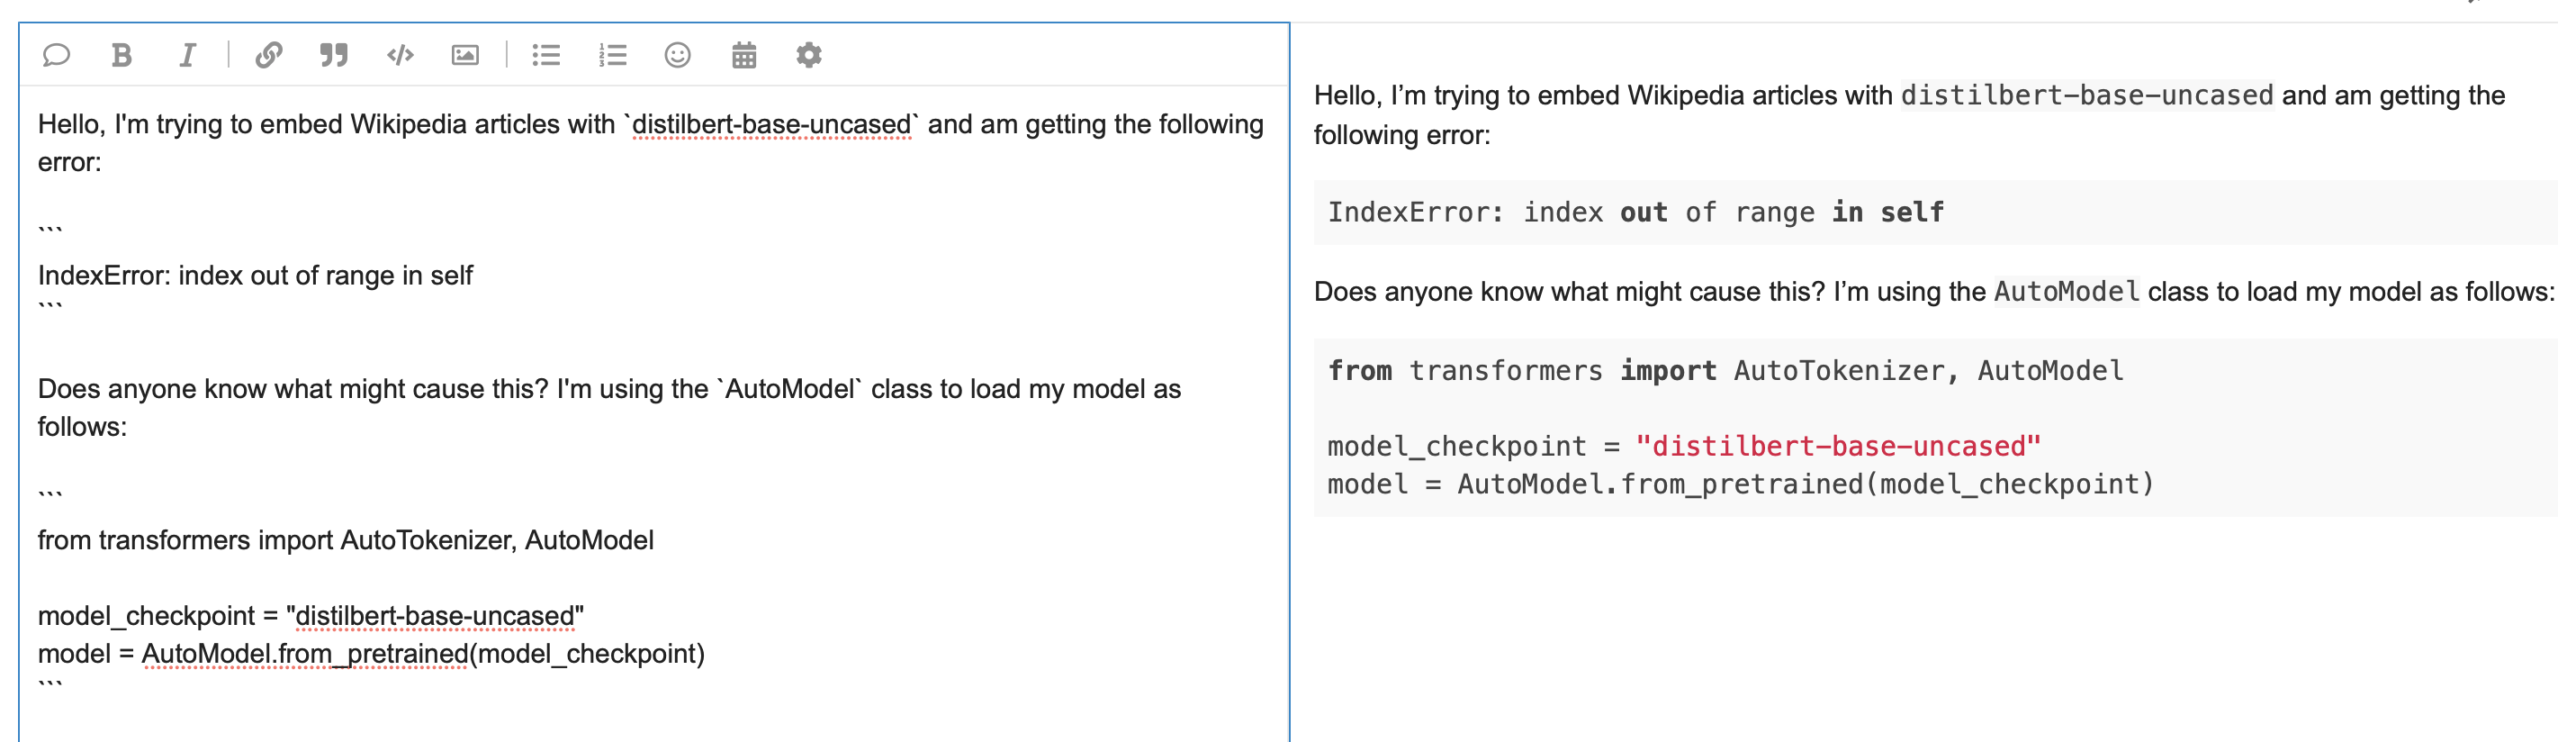 Hello, I'm trying to embed Wikipedia articles with `distilbert-base-uncased` and am getting the following
error:
```
IndexError: index out of range in self
```
Does anyone know what might cause this? I'm using the `AutoModel` class to load my model as
follows:
```
from transformers import AutoTokenizer, AutoModel
model_checkpoint = "distilbert-base-uncased"
model = AutoModel.from_pretrained(model_checkpoint)
```
Hello, I’m trying to embed Wikipedia articles with distilbert-base-uncased and am getting the
following error:
IndexError: index out of range in self
Does anyone know what might cause this? I’m using the AutoModel class to load my model as follows:
from transformers import AutoTokenizer, AutoModel
model_checkpoint = "distilbert-base-uncased"
model = AutoModel.from_pretrained(model_checkpoint)